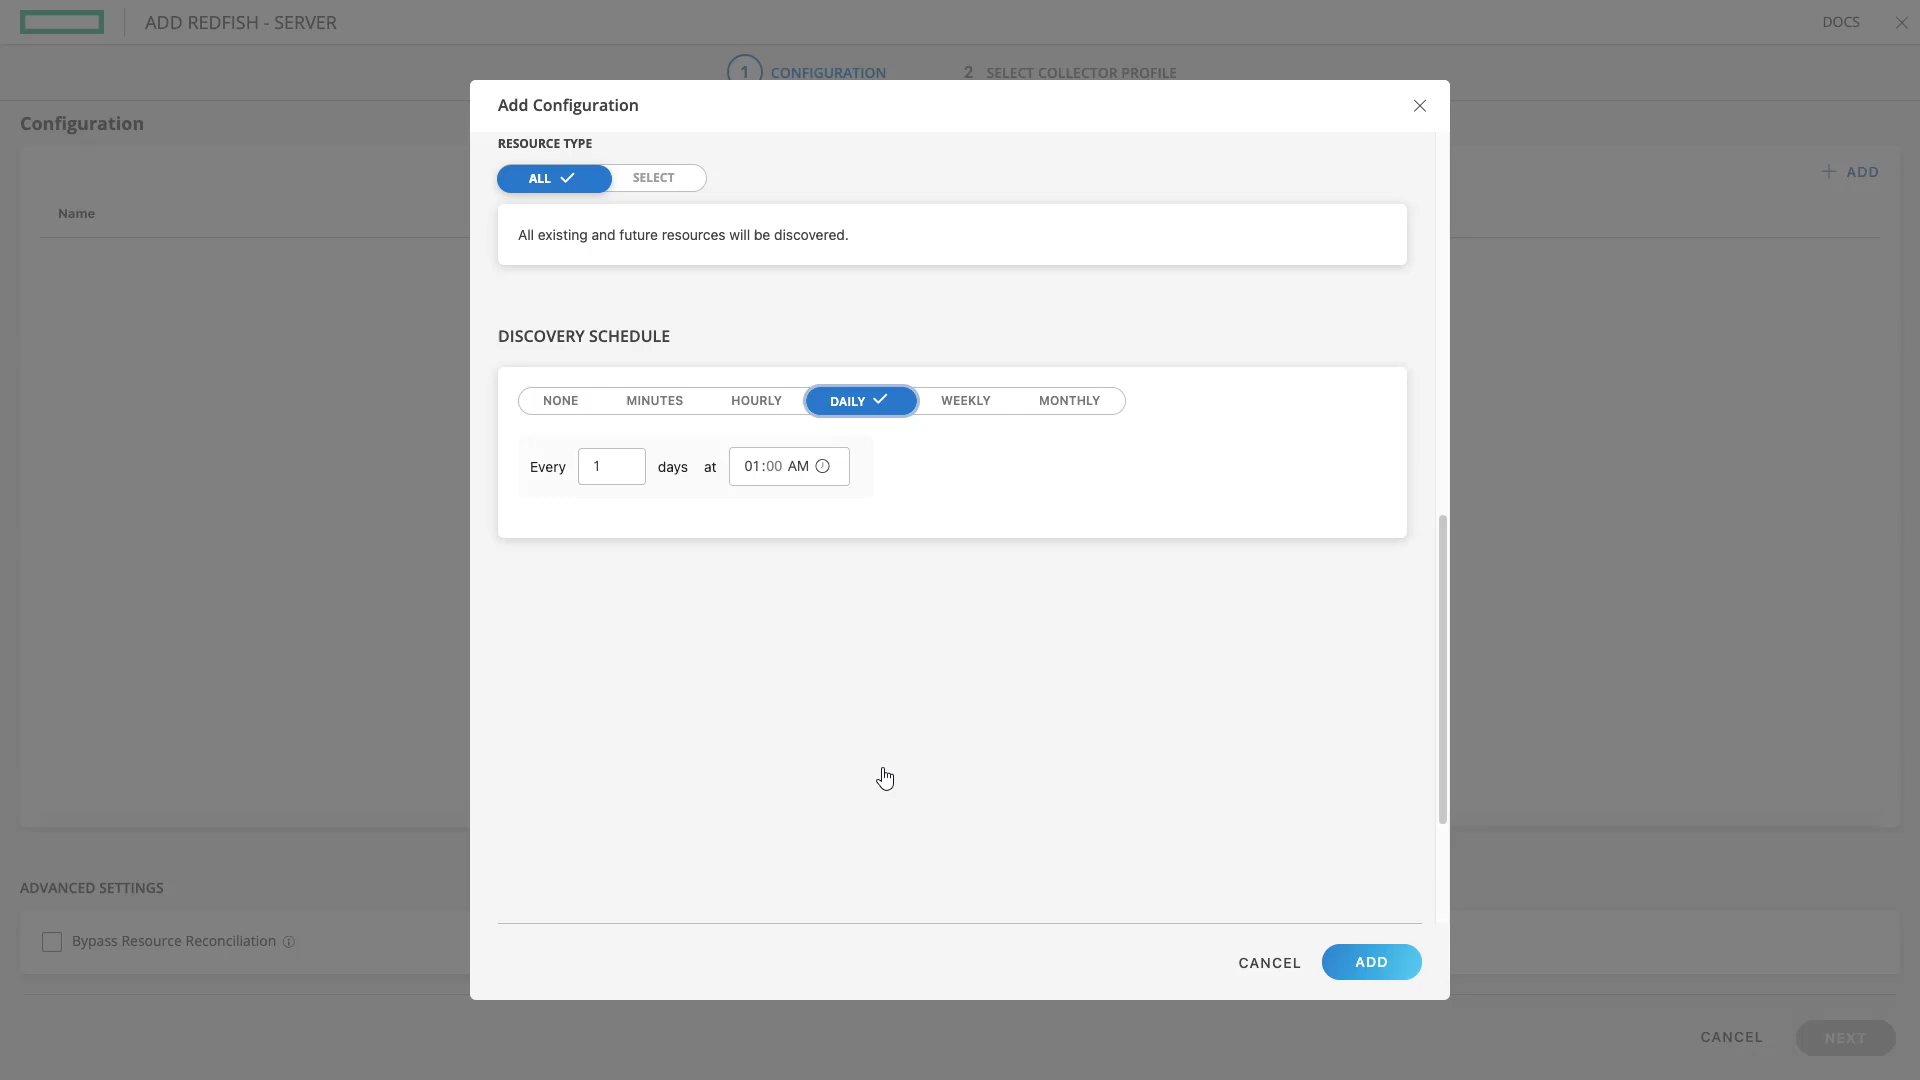 ADD REDFISH - SERVER
DOCS
1 CONFIGURATION
2 SELECT COLLECTOR PROFILE
Configuration
ADD
Name
Add Configuration
RESOURCE TYPE
ALL SELECT
All existing and future resources will be discovered.
DISCOVERY SCHEDULE
NONE MINUTES HOURLY DAILY WEEKLY MONTHLY
Every 1 days at 01:00 AM
CANCEL ADD
ADVANCED SETTINGS
Bypass Resource Reconciliation
CANCEL NEXT